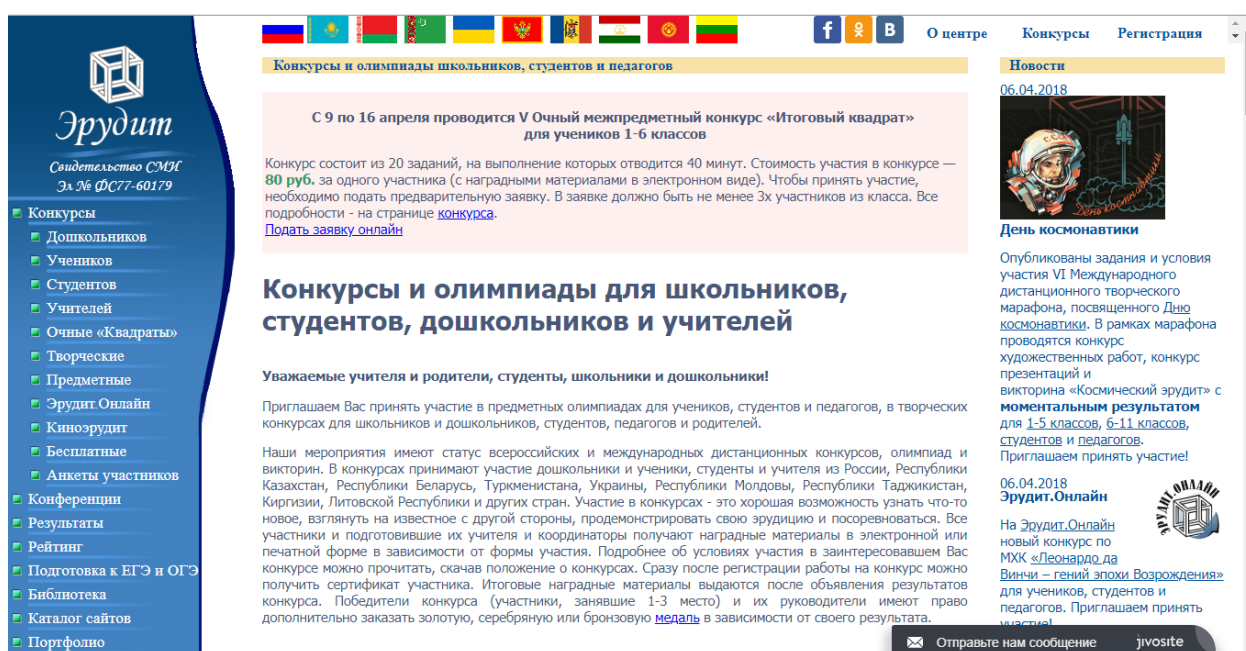 Эрудит
Свидетельство СМИ
Эл № ФС77-60179
Конкурсы
Дошкольников
Учеников
Студентов
Учителей
Очные «Квадраты»
Творческие
Предметные
Эрудит.Онлайн
Киноэрудит
Бесплатные
Анкеты участников
Конференции
Результаты
Рейтинг
Подготовка к ЕГЭ и ОГЭ
Библиотека
Каталог сайтов
Портфолио
f
B
О центре Конкурсы Регистрация
Конкурсы и олимпиады школьников, студентов и педагогов
С 9 по 16 апреля проводится V Очный межпредметный конкурс «Итоговый квадрат»
для учеников 1-6 классов
Конкурс состоит из 20 заданий, на выполнение которых отводится 40 минут. Стоимость участия в конкурсе —
80 руб. за одного участника (с наградными материалами в электронном виде). Чтобы принять участие,
необходимо подать предварительную заявку. В заявке должно быть не менее 3х участников из класса. Все
подробности - на странице конкурса.
Подать заявку онлайн
Конкурсы и олимпиады для школьников,
студентов, дошкольников и учителей
Уважаемые учителя и родители, студенты, школьники и дошкольники!
Приглашаем Вас принять участие в предметных олимпиадах для учеников, студентов и педагогов, в творческих
конкурсах для школьников и дошкольников, студентов, педагогов и родителей.
Наши мероприятия имеют статус всероссийских и международных дистанционных конкурсов, олимпиад и
викторин. В конкурсах принимают участие дошкольники и ученики, студенты и учителя из России, Республики
Казахстан, Республики Беларусь, Туркменистана, Украины, Республики Молдовы, Республики Таджикистан,
Киргизии, Литовской Республики и других стран. Участие в конкурсах - это хорошая возможность узнать что-то
новое, взглянуть на известное с другой стороны, продемонстрировать свою эрудицию и посоревноваться. Все
участники и подготовившие их учителя и координаторы получают наградные материалы в электронной или
печатной форме в зависимости от формы участия. Подробнее об условиях участия в заинтересовавшем Вас
конкурсе можно прочитать, скачав положение о конкурсах. Сразу после регистрации работы на конкурс можно
получить сертификат участника. Итоговые наградные материалы выдаются после объявления результатов
конкурса. Победители конкурса (участники, занявшие 1-3 место) и их руководители имеют право
дополнительно заказать золотую, серебряную или бронзовую медаль в зависимости от своего результата.
Новости
06.04.2018
День космонавтики
День космонавтики
Опубликованы задания и условия
участия VI Международного
дистанционного творческого
марафона, посвященного Дню
космонавтики. В рамках марафона
проводятся конкурс
художественных работ, конкурс
презентаций и
викторина «Космический эрудит» с
моментальным результатом
для 1-5 классов, 6-11 классов,
студентов и педагогов.
Приглашаем принять участие!
06.04.2018
Эрудит.Онлайн
ЭРУДИТ.ОНЛАЙН
На Эрудит.Онлайн
новый конкурс по
МХК «Леонардо да
Винчи – гений эпохи Возрождения»
для учеников, студентов и
педагогов. Приглашаем принять
участие!
Отправьте нам сообщение jivosite